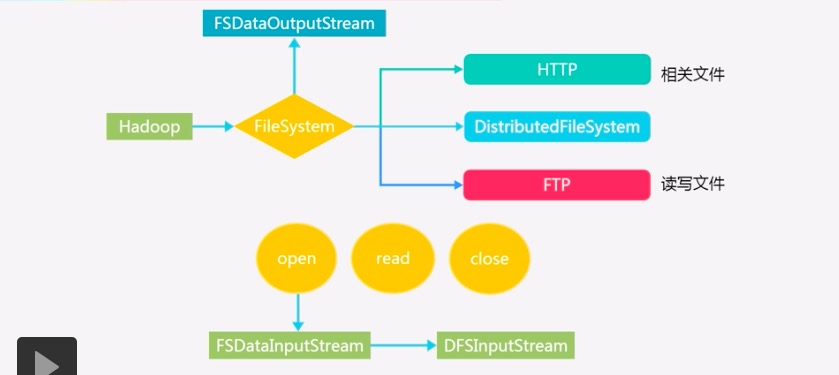 FSDataOutputStream
HTTP
相关文件
Hadoop
FileSystem
DistributedFileSystem
FTP
读写文件
open
read
close
FSDataInputStream
DFSInputStream